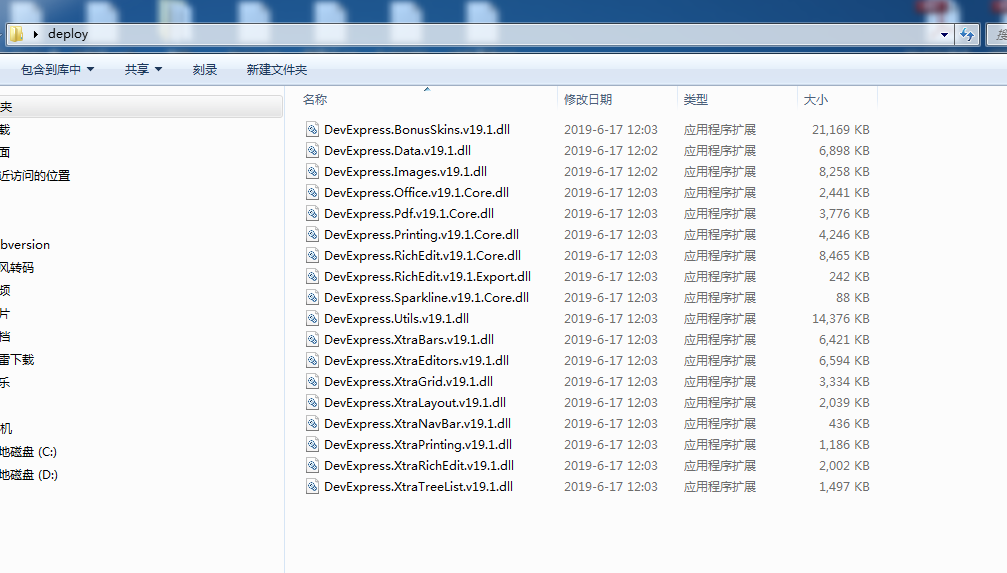 deploy
搜
包含到库中 共享 刻录 新建文件夹
名称 修改日期 类型 大小
夹
载
面
近访问的位置
bversion
风转码
频
片
档
雷下载
乐
机
地磁盘 (C:)
地磁盘 (D:)
DevExpress.BonusSkins.v19.1.dll 2019-6-17 12:03 应用程序扩展 21,169 KB
DevExpress.Data.v19.1.dll 2019-6-17 12:02 应用程序扩展 6,898 KB
DevExpress.Images.v19.1.dll 2019-6-17 12:02 应用程序扩展 8,258 KB
DevExpress.Office.v19.1.Core.dll 2019-6-17 12:03 应用程序扩展 2,441 KB
DevExpress.Pdf.v19.1.Core.dll 2019-6-17 12:03 应用程序扩展 3,776 KB
DevExpress.Printing.v19.1.Core.dll 2019-6-17 12:03 应用程序扩展 4,246 KB
DevExpress.RichEdit.v19.1.Core.dll 2019-6-17 12:03 应用程序扩展 8,465 KB
DevExpress.RichEdit.v19.1.Export.dll 2019-6-17 12:03 应用程序扩展 242 KB
DevExpress.Sparkline.v19.1.Core.dll 2019-6-17 12:03 应用程序扩展 88 KB
DevExpress.Utils.v19.1.dll 2019-6-17 12:03 应用程序扩展 14,376 KB
DevExpress.XtraBars.v19.1.dll 2019-6-17 12:03 应用程序扩展 6,421 KB
DevExpress.XtraEditors.v19.1.dll 2019-6-17 12:03 应用程序扩展 6,594 KB
DevExpress.XtraGrid.v19.1.dll 2019-6-17 12:03 应用程序扩展 3,334 KB
DevExpress.XtraLayout.v19.1.dll 2019-6-17 12:03 应用程序扩展 2,039 KB
DevExpress.XtraNavBar.v19.1.dll 2019-6-17 12:03 应用程序扩展 436 KB
DevExpress.XtraPrinting.v19.1.dll 2019-6-17 12:03 应用程序扩展 1,186 KB
DevExpress.XtraRichEdit.v19.1.dll 2019-6-17 12:03 应用程序扩展 2,002 KB
DevExpress.XtraTreeList.v19.1.dll 2019-6-17 12:03 应用程序扩展 1,497 KB